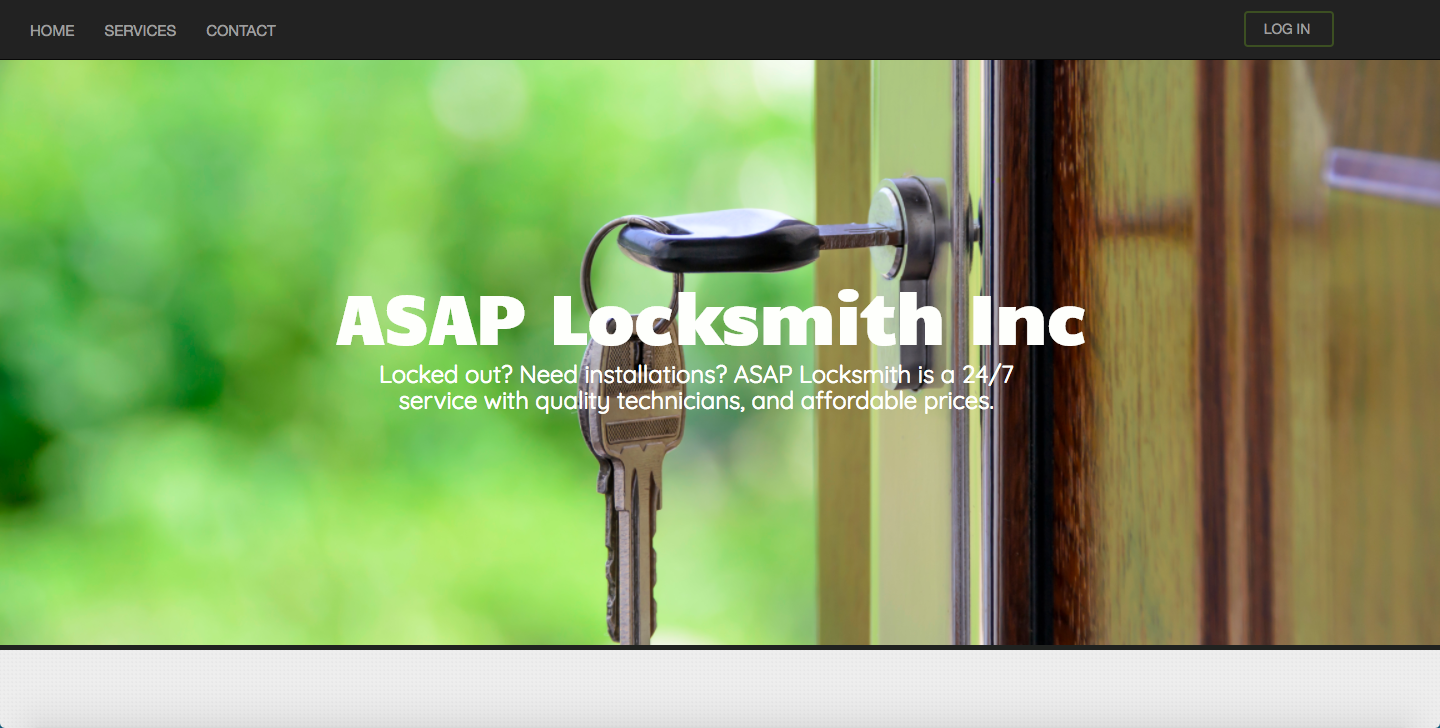 HOME SERVICES CONTACT LOG IN
ASAP Locksmith Inc
Locked out? Need installations? ASAP Locksmith is a 24/7
service with quality technicians, and affordable prices.